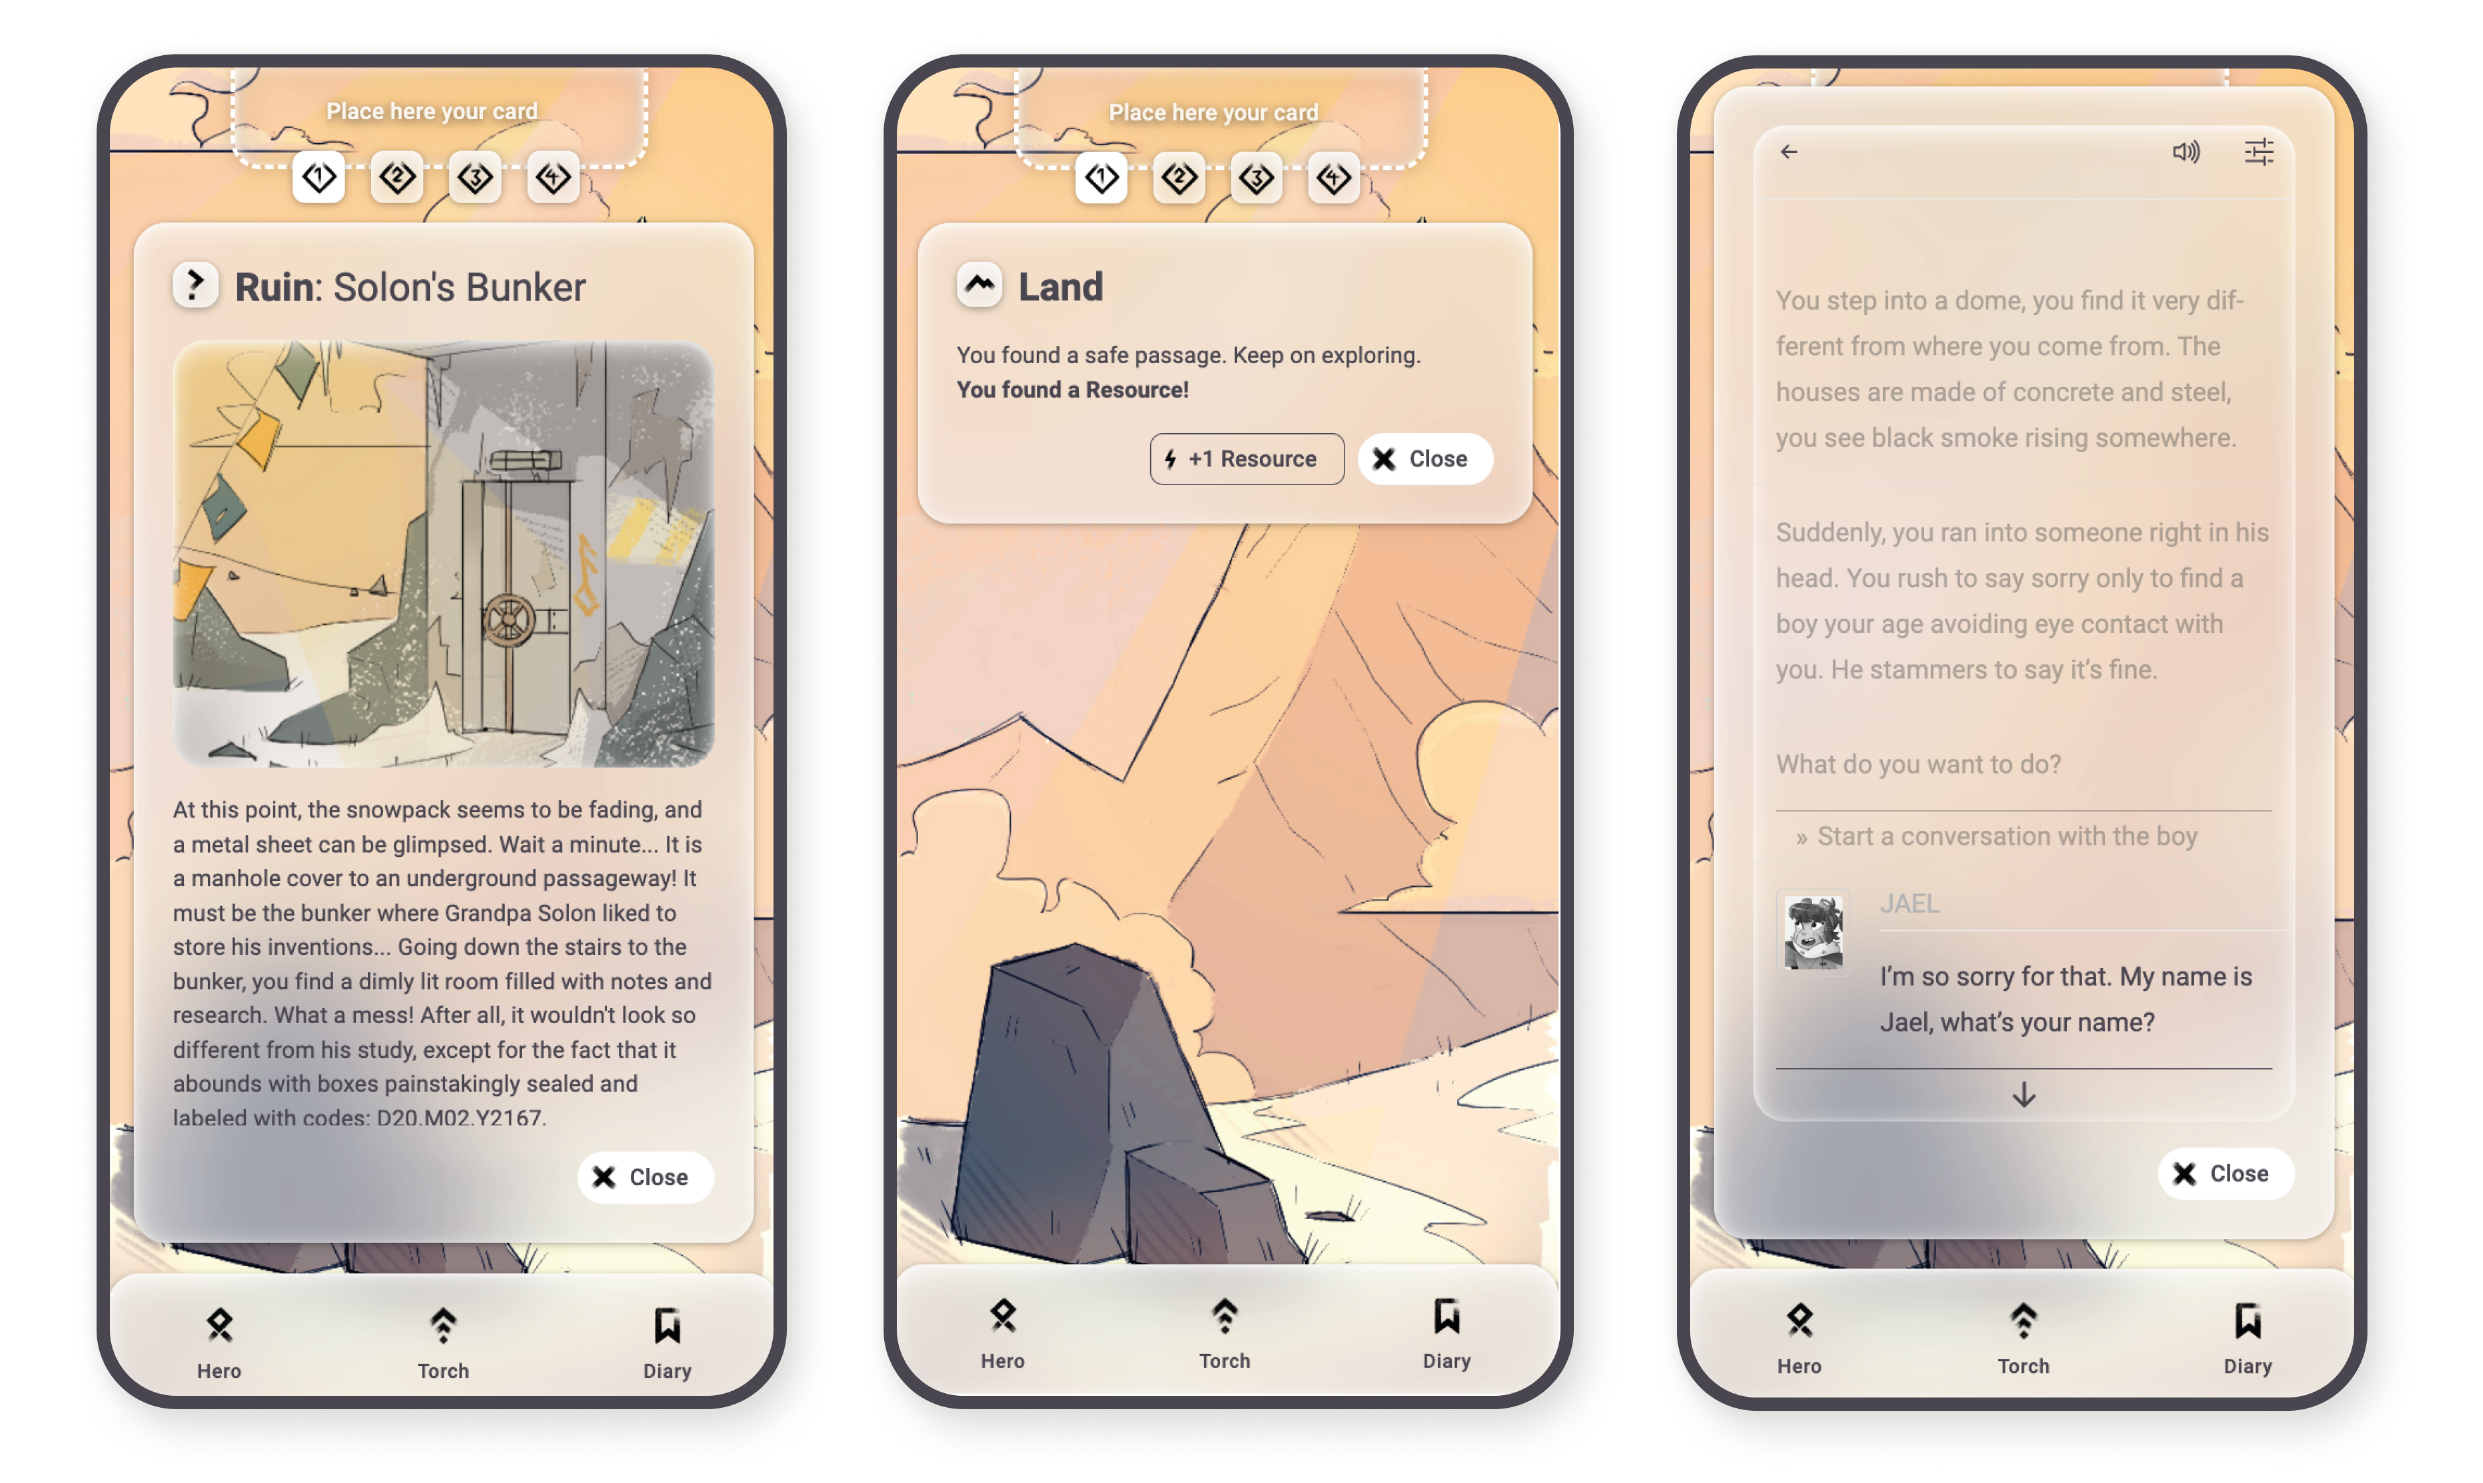 Place here your card
1 2 3 4
Ruin: Solon's Bunker
At this point, the snowpack seems to be fading, and
a metal sheet can be glimpsed. Wait a minute... It is
a manhole cover to an underground passageway! It
must be the bunker where Grandpa Solon liked to
store his inventions... Going down the stairs to the
bunker, you find a dimly lit room filled with notes and
research. What a mess! After all, it wouldn't look so
different from his study, except for the fact that it
abounds with boxes painstakingly sealed and
labeled with codes: D20.M02.Y2167.
Close
Hero
Torch
Diary
Place here your card
1 2 3 4
Land
You found a safe passage. Keep on exploring.
You found a Resource!
+1 Resource
Close
Hero
Torch
Diary
You step into a dome, you find it very dif-
ferent from where you come from. The
houses are made of concrete and steel,
you see black smoke rising somewhere.
Suddenly, you ran into someone right in his
head. You rush to say sorry only to find a
boy your age avoiding eye contact with
you. He stammers to say it’s fine.
What do you want to do?
» Start a conversation with the boy
JAEL
I’m so sorry for that. My name is
Jael, what’s your name?
Close
Hero
Torch
Diary